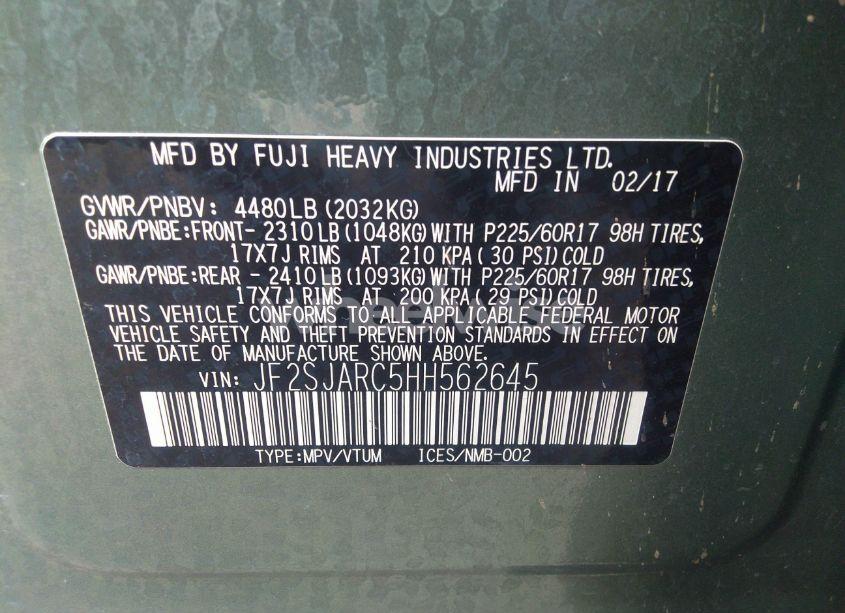 MFD BY FUJI HEAVY INDUSTRIES LTD.
MFD IN 02/17
GVWR/PNBV: 4480LB (2032KG)
GAWR/PNBE:FRONT- 2310LB (1048KG) WITH P225/60R17 98H TIRES,
17X7J RIMS AT 210 KPA ( 30 PSI) COLD
GAWR/PNBE:REAR - 2410LB (1093KG) WITH P225/60R17 98H TIRES,
17X7J RIMS AT 200 KPA ( 29 PSI) COLD
THIS VEHICLE CONFORMS TO ALL APPLICABLE FEDERAL MOTOR
VEHICLE SAFETY AND THEFT PREVENTION STANDARDS IN EFFECT ON
THE DATE OF MANUFACTURE SHOWN ABOVE.
VIN: JF2SJARC5HH562645
TYPE:MPV/VTUM ICES/NMB-002